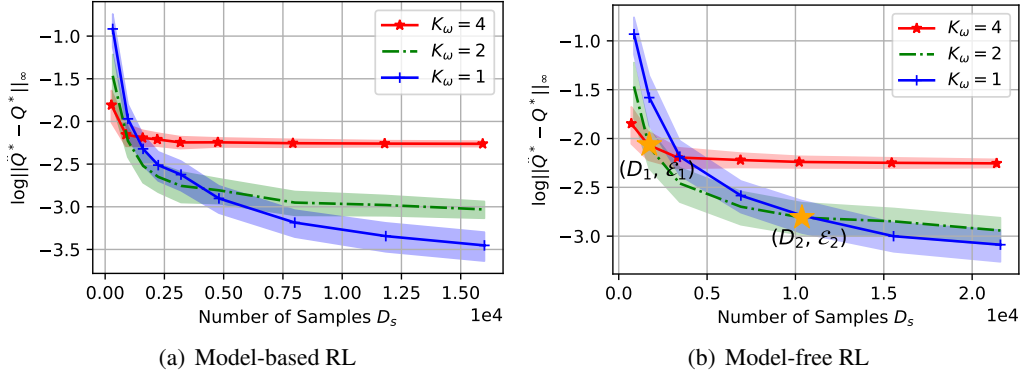 −1.0
−1.5
−2.0
−2.5
−3.0
−3.5
log||Q̈* − Q*||∞
K_ω = 4
K_ω = 2
K_ω = 1
0.00 0.25 0.50 0.75 1.00 1.25 1.50
1e4
Number of Samples D_s
(a) Model-based RL
−1.0
−1.5
−2.0
−2.5
−3.0
log||Q̈* − Q*||∞
K_ω = 4
K_ω = 2
K_ω = 1
(D₁, ℰ₁)
(D₂, ℰ₂)
0.0 0.5 1.0 1.5 2.0
1e4
Number of Samples D_s
(b) Model-free RL